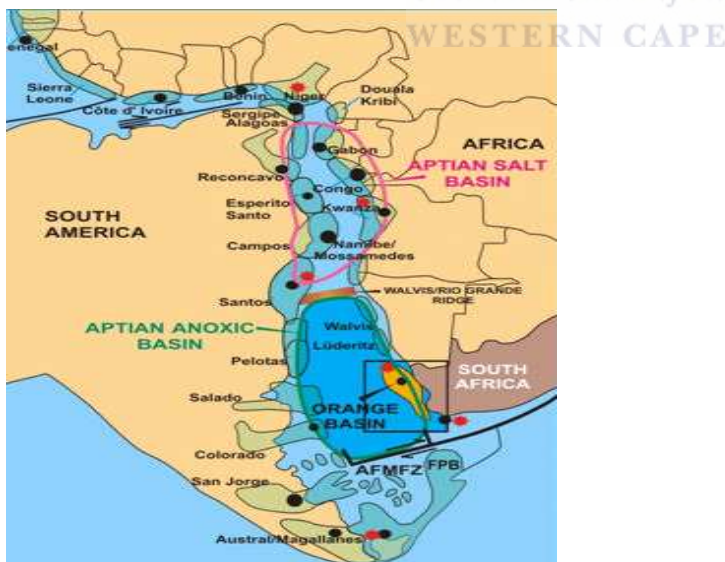 WESTERN CAPE
enegal
Sierra
Leone
Côte d' Ivoire
Benin
Niger
Douala
Kribi
Sergipe
Alagoas
Gabon
AFRICA
APTIAN SALT
BASIN
Reconcavo
Congo
Esperito
Santo
Kwanza
SOUTH
AMERICA
Campos
Namibe/
Mossamedes
WALVIS/RIO GRANDE
RIDGE
Santos
APTIAN ANOXIC
BASIN
Walvis
Lüderitz
Pelotas
SOUTH
AFRICA
Salado
ORANGE
BASIN
Colorado
AFMFZ
FPB
San Jorge
Austral/Magallanes